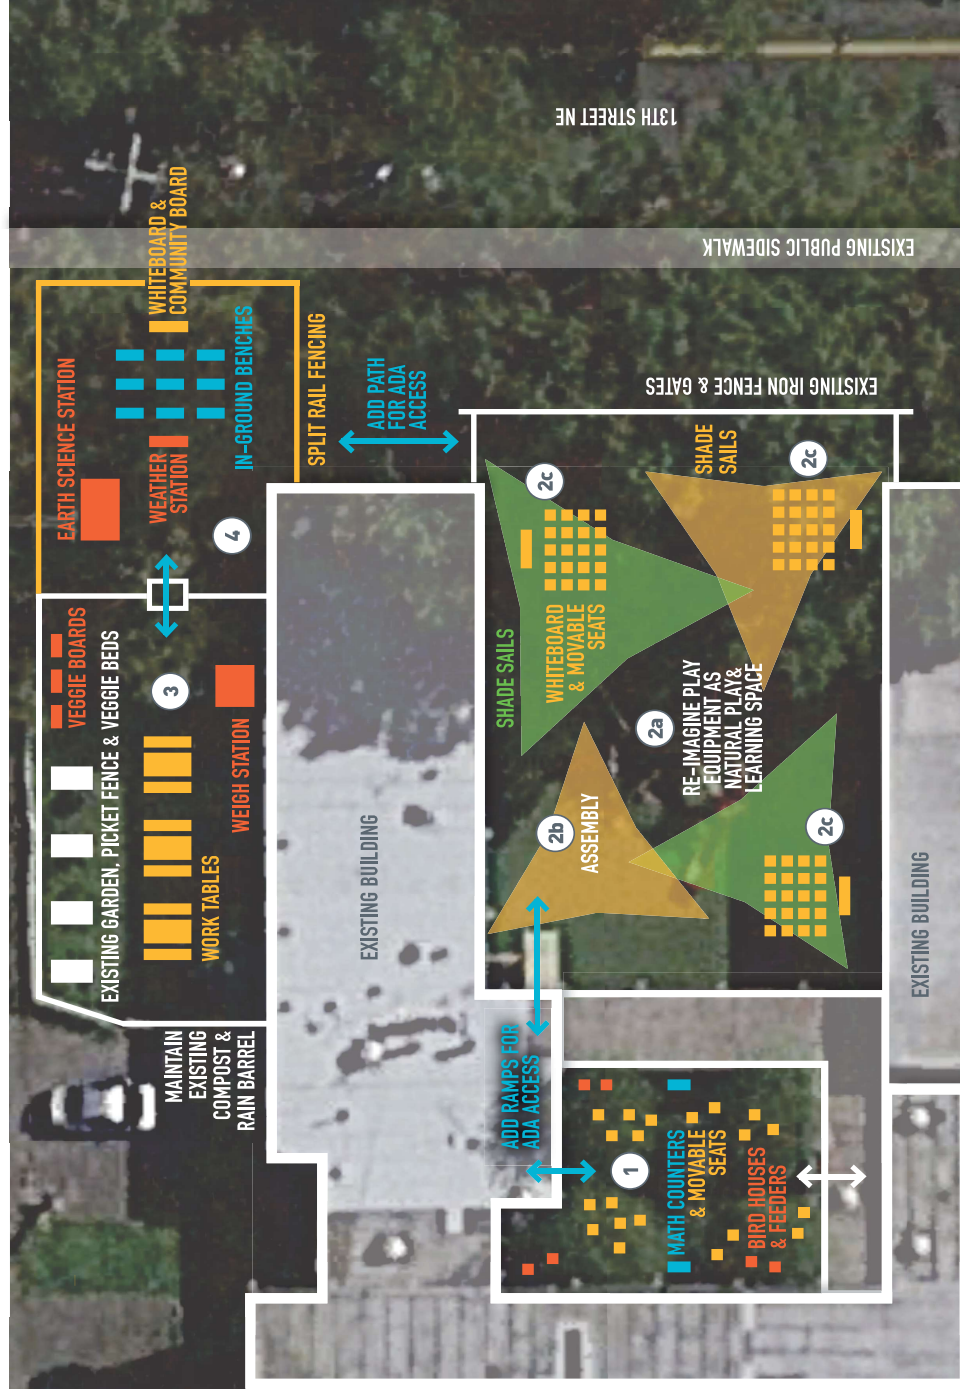 13TH STREET NE
EXISTING PUBLIC SIDEWALK
WHITEBOARD &
COMMUNITY BOARD
EARTH SCIENCE STATION
WEATHER
STATION
IN-GROUND BENCHES
SPLIT RAIL FENCING
ADD PATH
FOR ADA
ACCESS
EXISTING IRON FENCE & GATES
4
VEGGIE BOARDS
EXISTING GARDEN, PICKET FENCE & VEGGIE BEDS
3
WEIGH STATION
WORK TABLES
MAINTAIN
EXISTING
COMPOST &
RAIN BARREL
EXISTING BUILDING
SHADE SAILS
2c
WHITEBOARD
& MOVABLE
SEATS
SHADE
SAILS
2c
2a
RE-IMAGINE PLAY
EQUIPMENT AS
NATURAL PLAY&
LEARNING SPACE
2b
ASSEMBLY
2c
EXISTING BUILDING
ADD RAMPS FOR
ADA ACCESS
1
MATH COUNTERS
& MOVABLE
SEATS
BIRD HOUSES
& FEEDERS